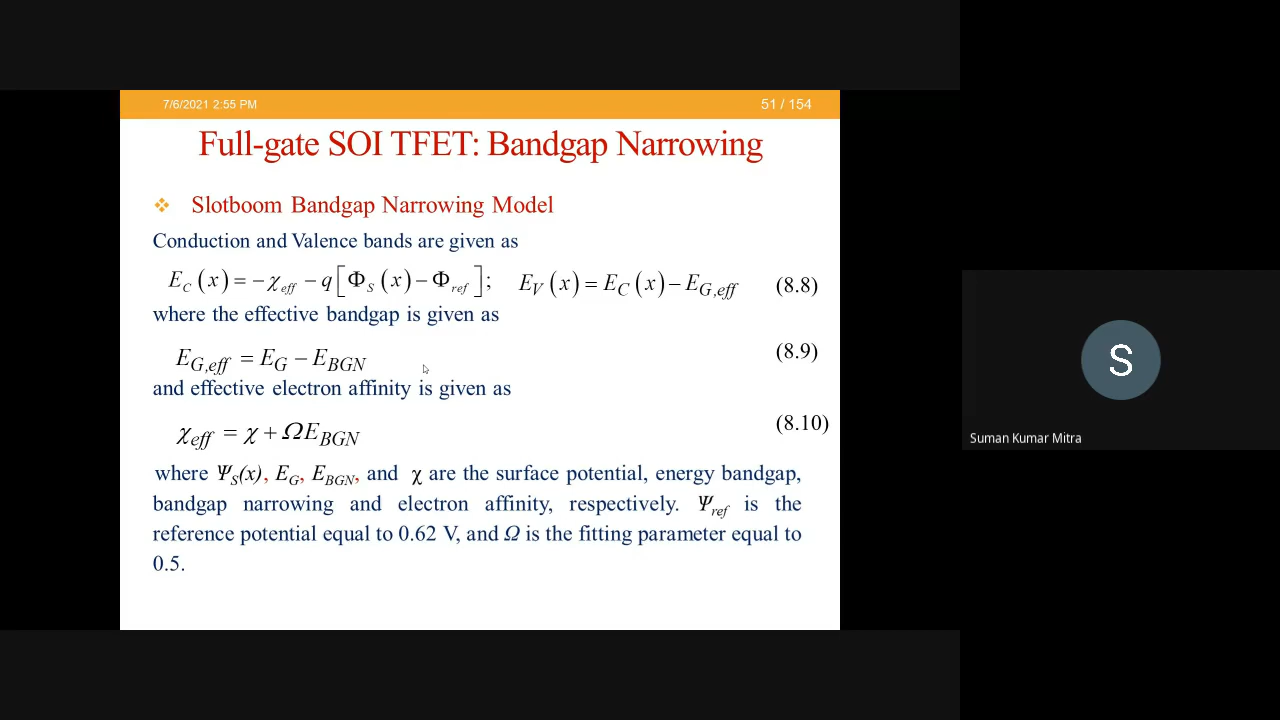 7/6/2021 2:55 PM
51 / 154
Full-gate SOI TFET: Bandgap Narrowing
❖ Slotboom Bandgap Narrowing Model
Conduction and Valence bands are given as
E_C (x) = −χ_eff − q[Φ_S (x) − Φ_ref]; E_V (x) = E_C (x) − E_G,eff (8.8)
where the effective bandgap is given as
E_G,eff = E_G − E_BGN (8.9)
and effective electron affinity is given as
χ_eff = χ + ΩE_BGN (8.10)
where Ψ_S(x), E_G, E_BGN, and χ are the surface potential, energy bandgap,
bandgap narrowing and electron affinity, respectively. Ψ_ref is the
reference potential equal to 0.62 V, and Ω is the fitting parameter equal to
0.5.
S
Suman Kumar Mitra